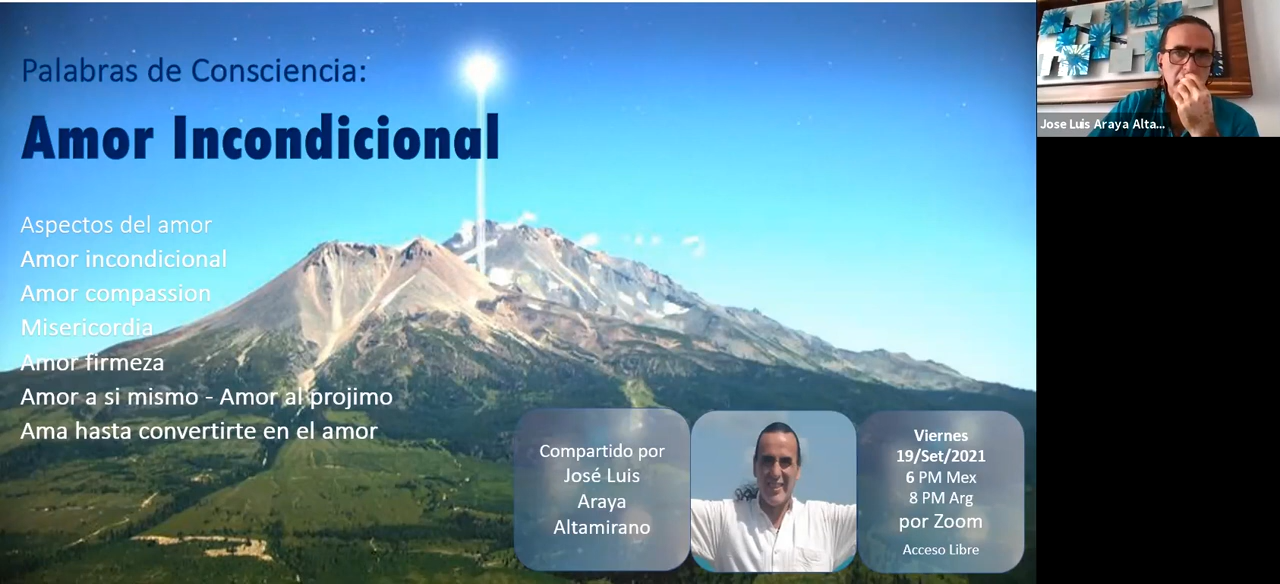 Palabras de Consciencia:
Amor Incondicional
Aspectos del amor
Amor incondicional
Amor compassion
Misericordia
Amor firmeza
Amor a si mismo - Amor al projimo
Ama hasta convertirte en el amor
Compartido por
José Luis
Araya
Altamirano
Viernes
19/Set/2021
6 PM Mex
8 PM Arg
por Zoom
Acceso Libre
Jose Luis Araya Alta...